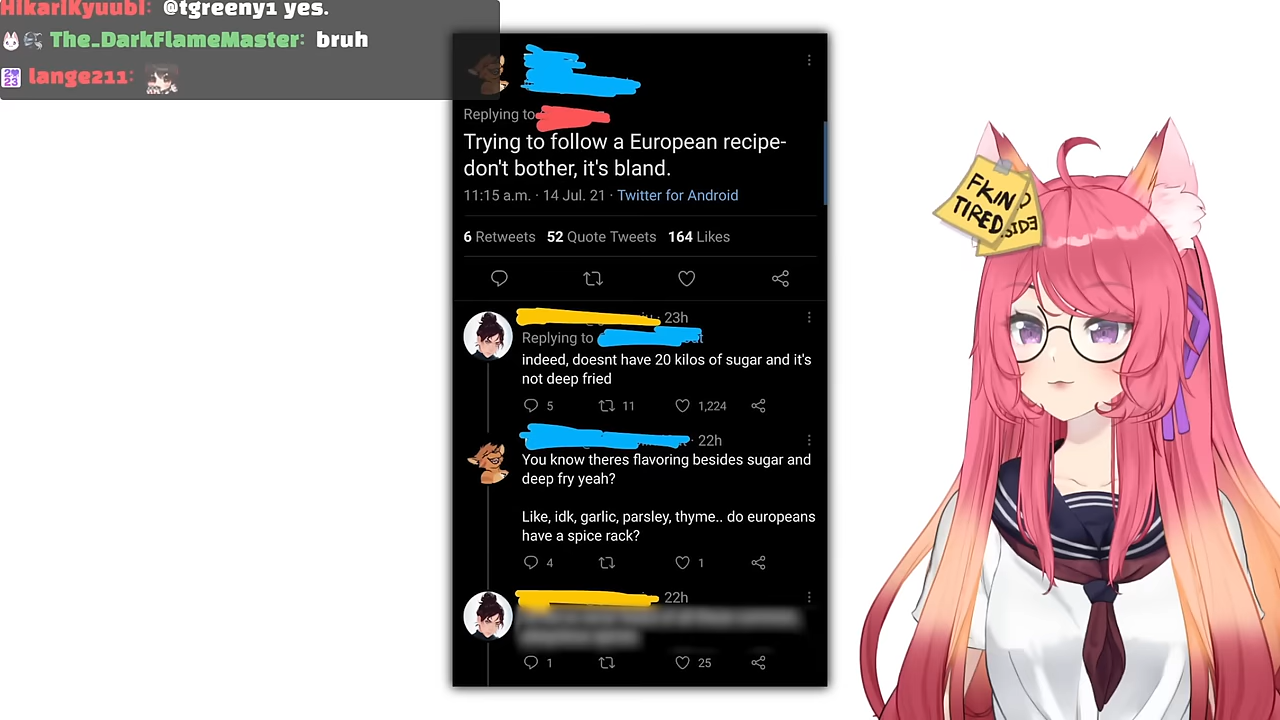 HikariKyuubi: @tgreeny1 yes.
The_DarkFlameMaster: bruh
lange211:
Replying to
Trying to follow a European recipe-
don't bother, it's bland.
11:15 a.m. · 14 Jul. 21 · Twitter for Android
6 Retweets 52 Quote Tweets 164 Likes
· 23h
Replying to
indeed, doesnt have 20 kilos of sugar and it's
not deep fried
5 11 1,224
· 22h
You know theres flavoring besides sugar and
deep fry yeah?
Like, idk, garlic, parsley, thyme.. do europeans
have a spice rack?
4 1
22h
1 25
FKIN
TIRED